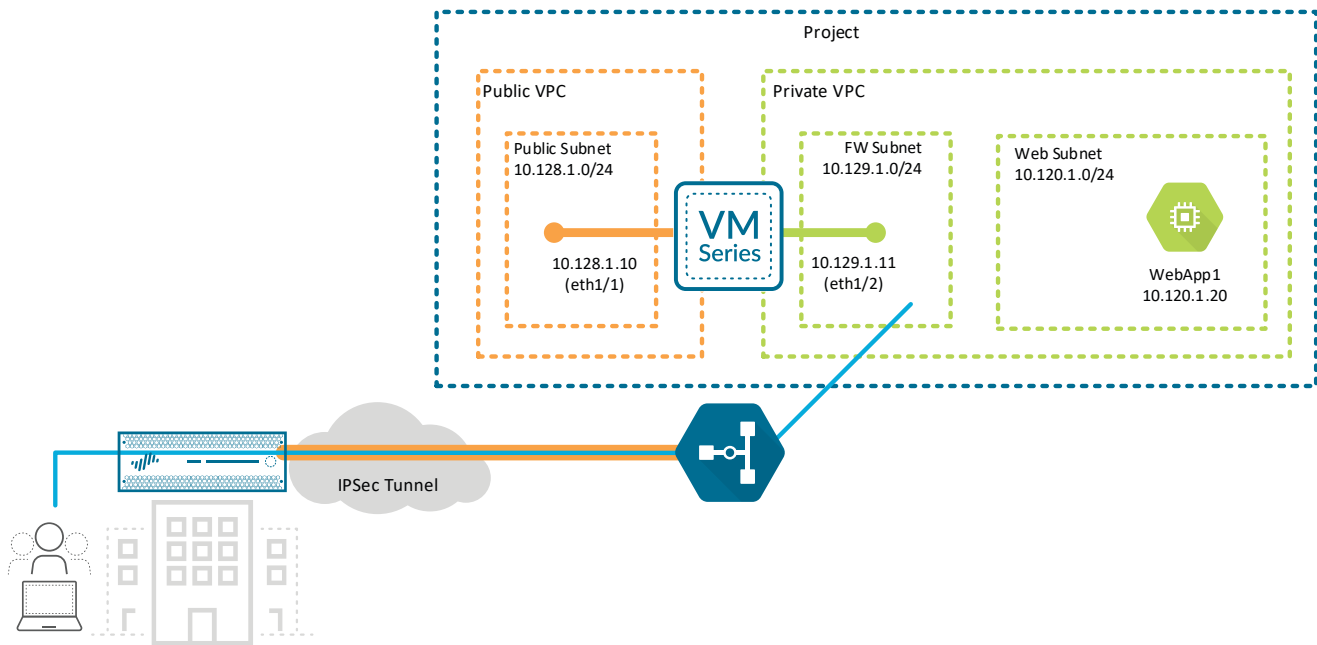 Project
Public VPC
Private VPC
Public Subnet
10.128.1.0/24
FW Subnet
10.129.1.0/24
Web Subnet
10.120.1.0/24
VM
Series
10.128.1.10
(eth1/1)
10.129.1.11
(eth1/2)
WebApp1
10.120.1.20
IPSec Tunnel